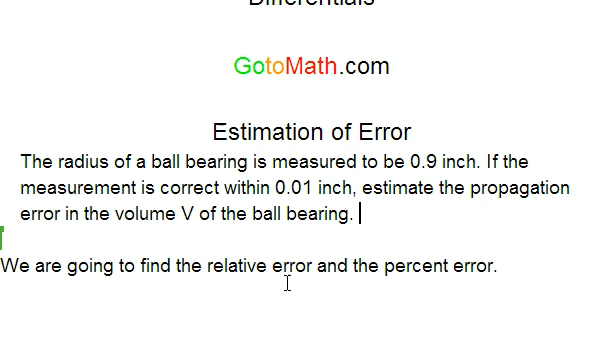 Differentials
GotoMath.com
Estimation of Error
The radius of a ball bearing is measured to be 0.9 inch. If the
measurement is correct within 0.01 inch, estimate the propagation
error in the volume V of the ball bearing.
We are going to find the relative error and the percent error.